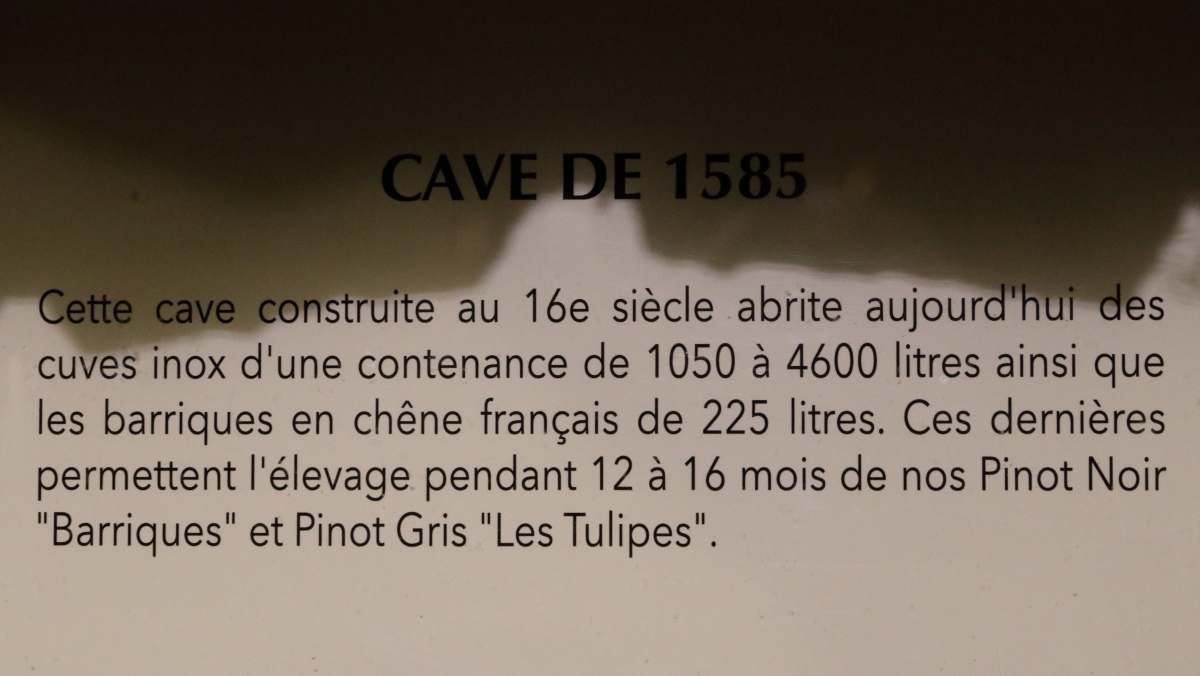 CAVE DE 1585
Cette cave construite au 16e siècle abrite aujourd'hui des
cuves inox d'une contenance de 1050 à 4600 litres ainsi que
les barriques en chêne français de 225 litres. Ces dernières
permettent l'élevage pendant 12 à 16 mois de nos Pinot Noir
"Barriques" et Pinot Gris "Les Tulipes".